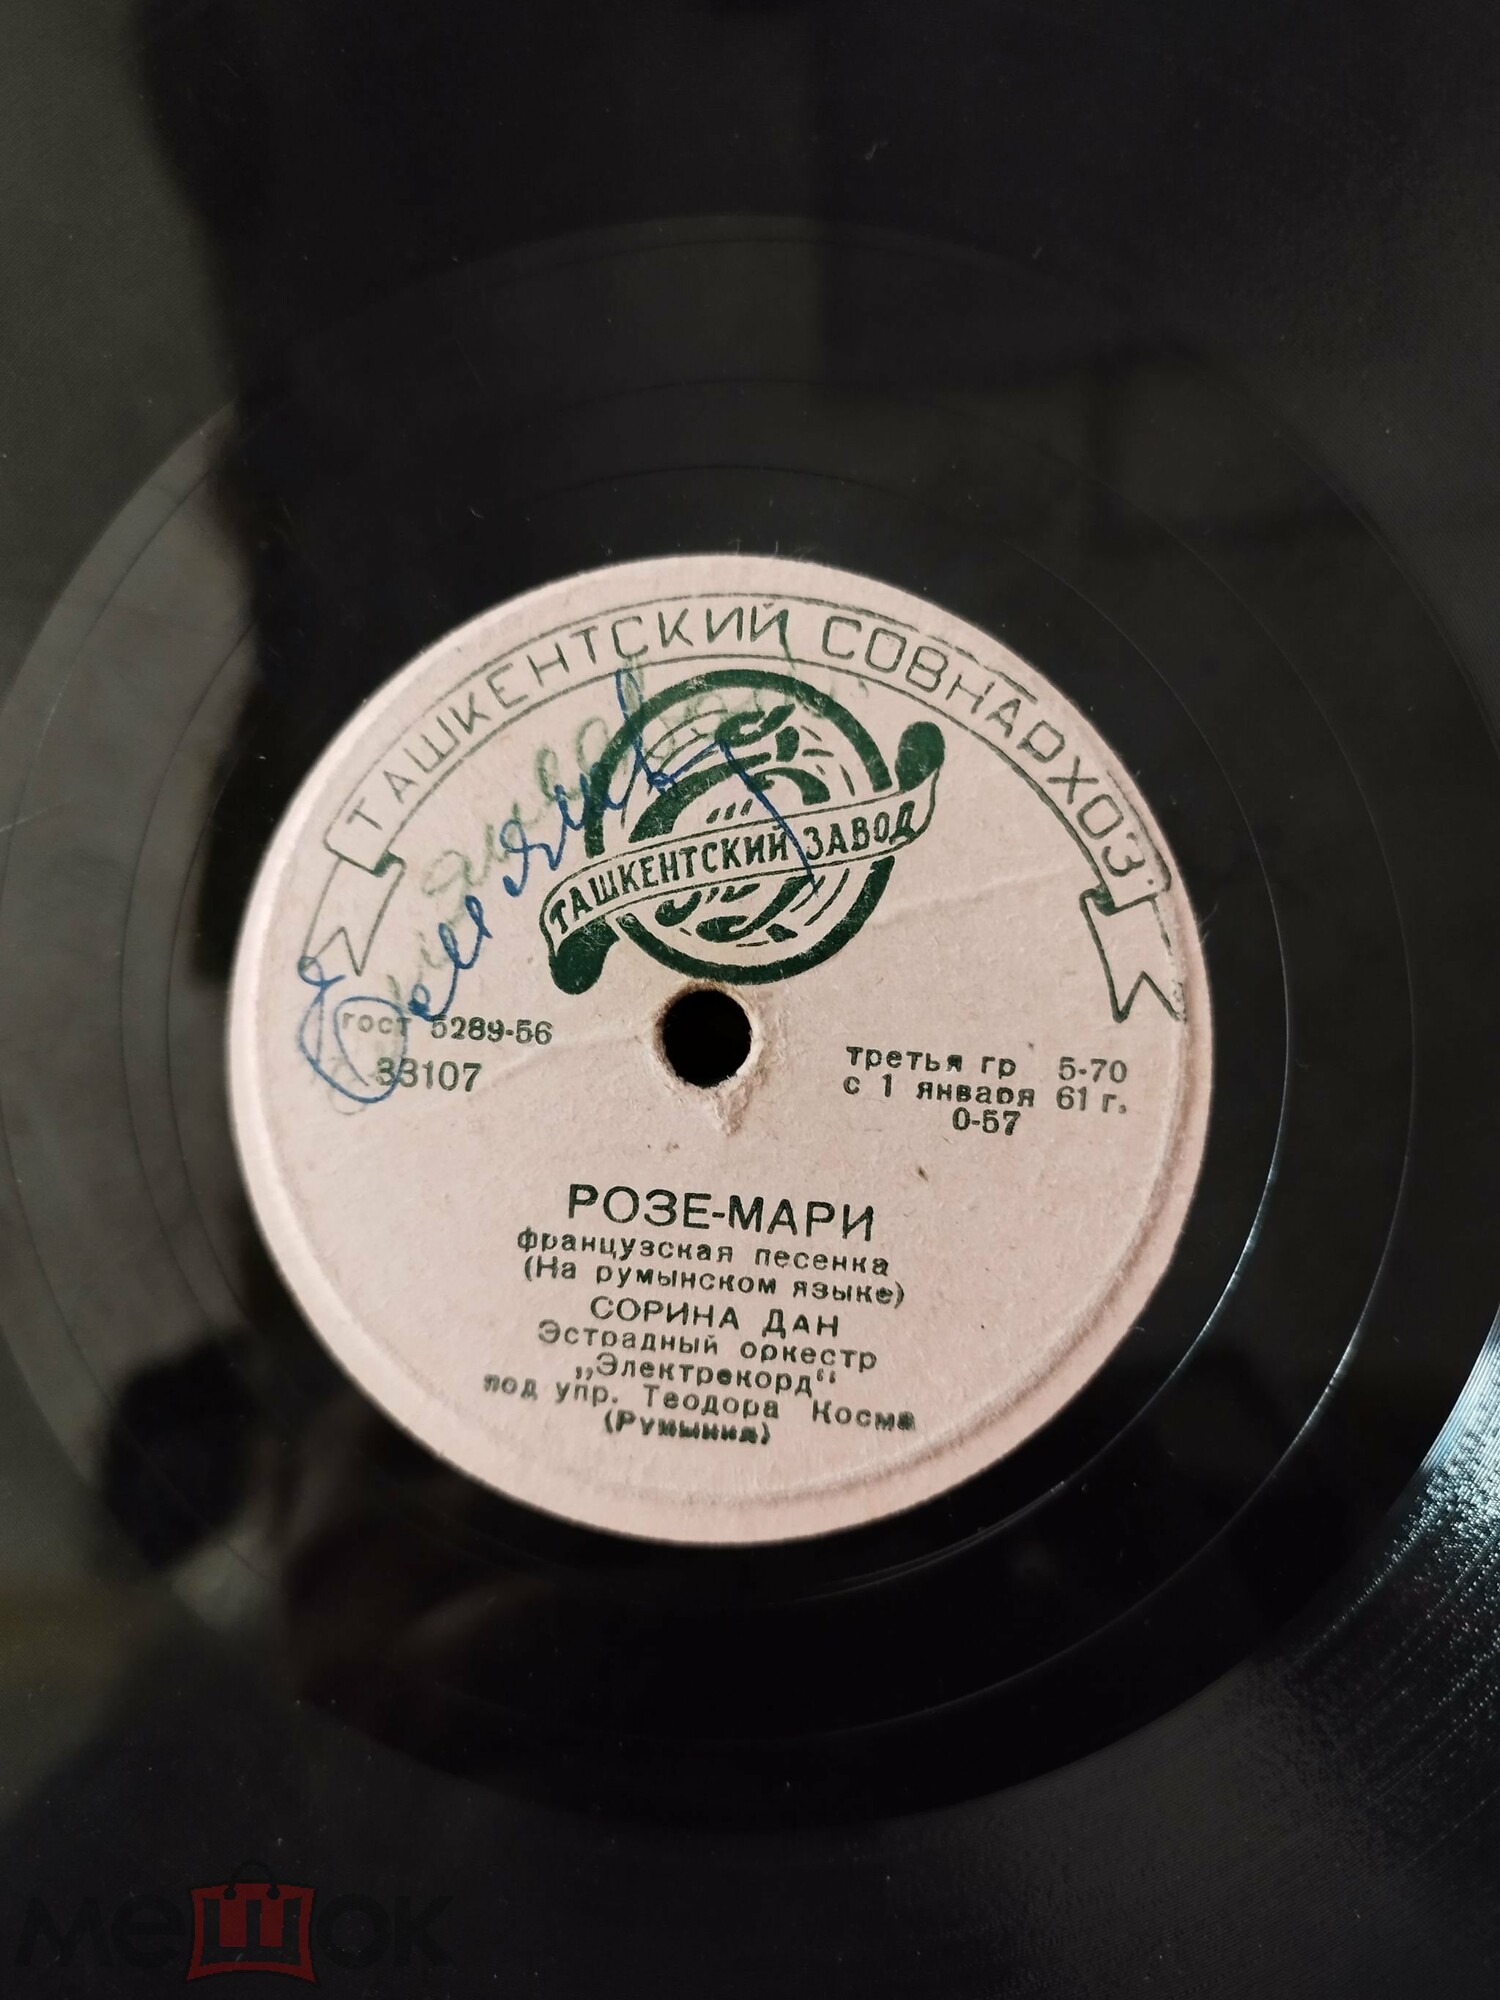 ТАШКЕНТСКИЙ СОВНАРХОЗ
ТАШКЕНТСКИЙ ЗАВОД
ГОСТ 5289-56
33107
третья гр 5-70
с 1 января 61 г.
0-57
РОЗЕ-МАРИ
французская песенка
(На румынском языке)
СОРИНА ДАН
Эстрадный оркестр
„Электрекорд“
под упр. Теодора Косма
(Румыния)
мешок